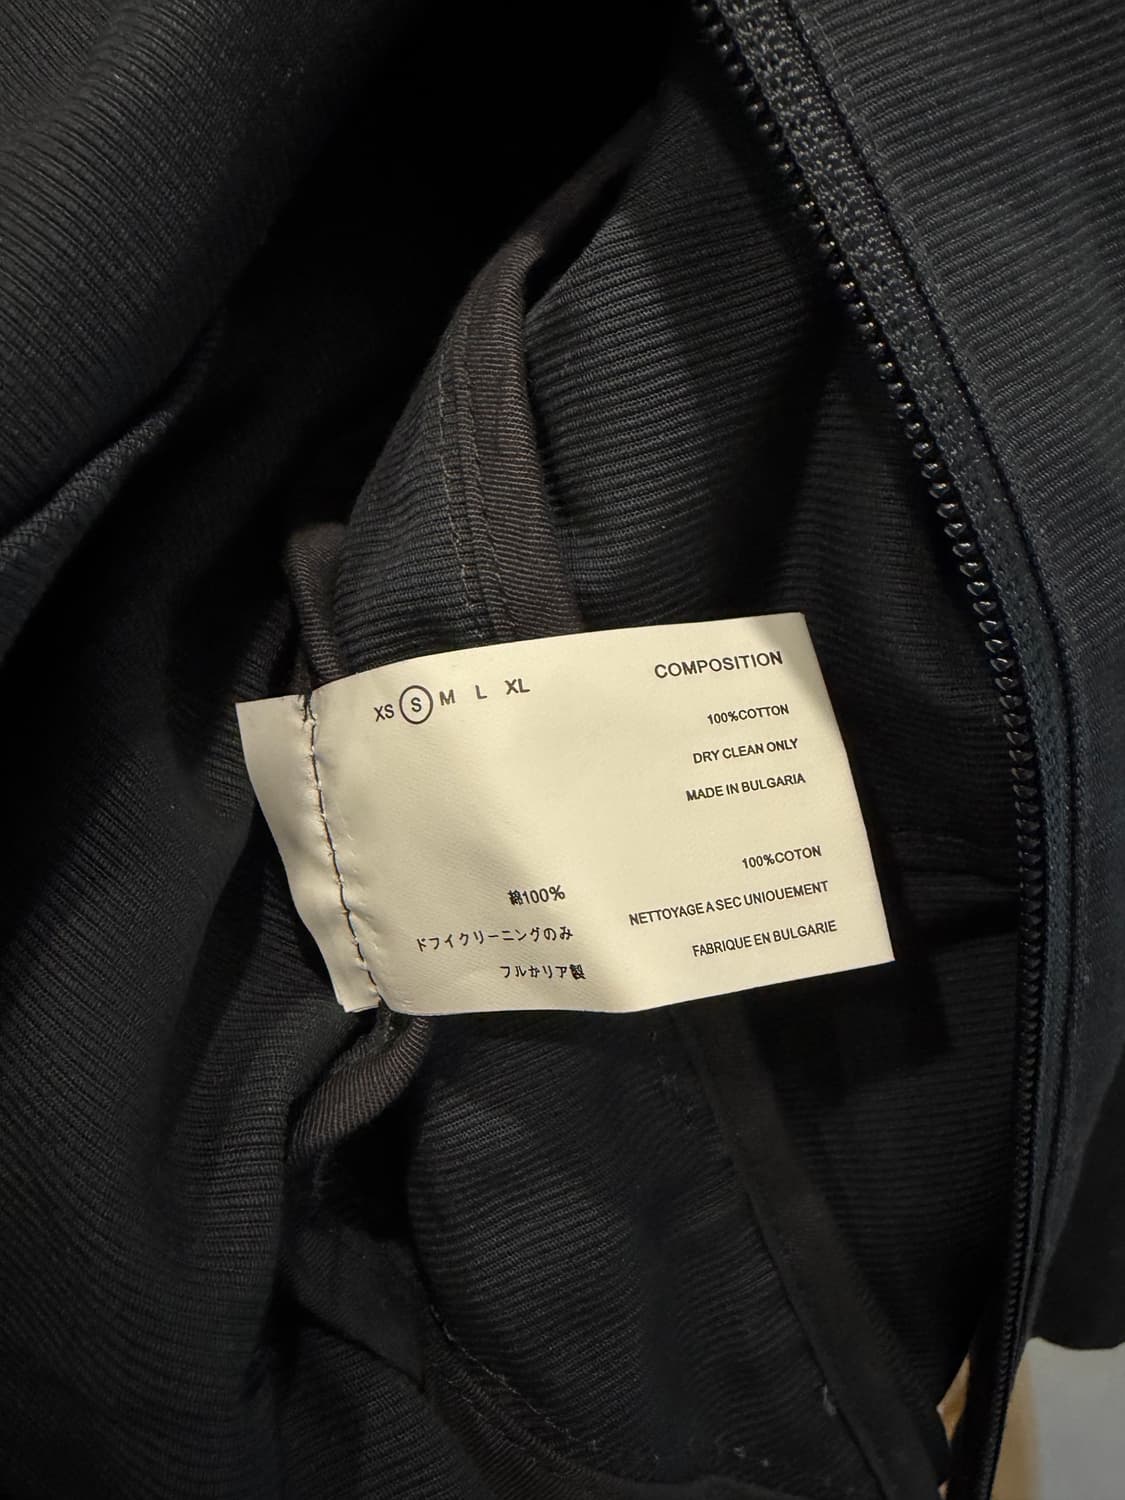 XS S M L XL
COMPOSITION
100%COTTON
DRY CLEAN ONLY
MADE IN BULGARIA
100%COTON
NETTOYAGE A SEC UNIOUEMENT
FABRIQUE EN BULGARIE
綿100%
ドフイクリーニングのみ
フルかリア製